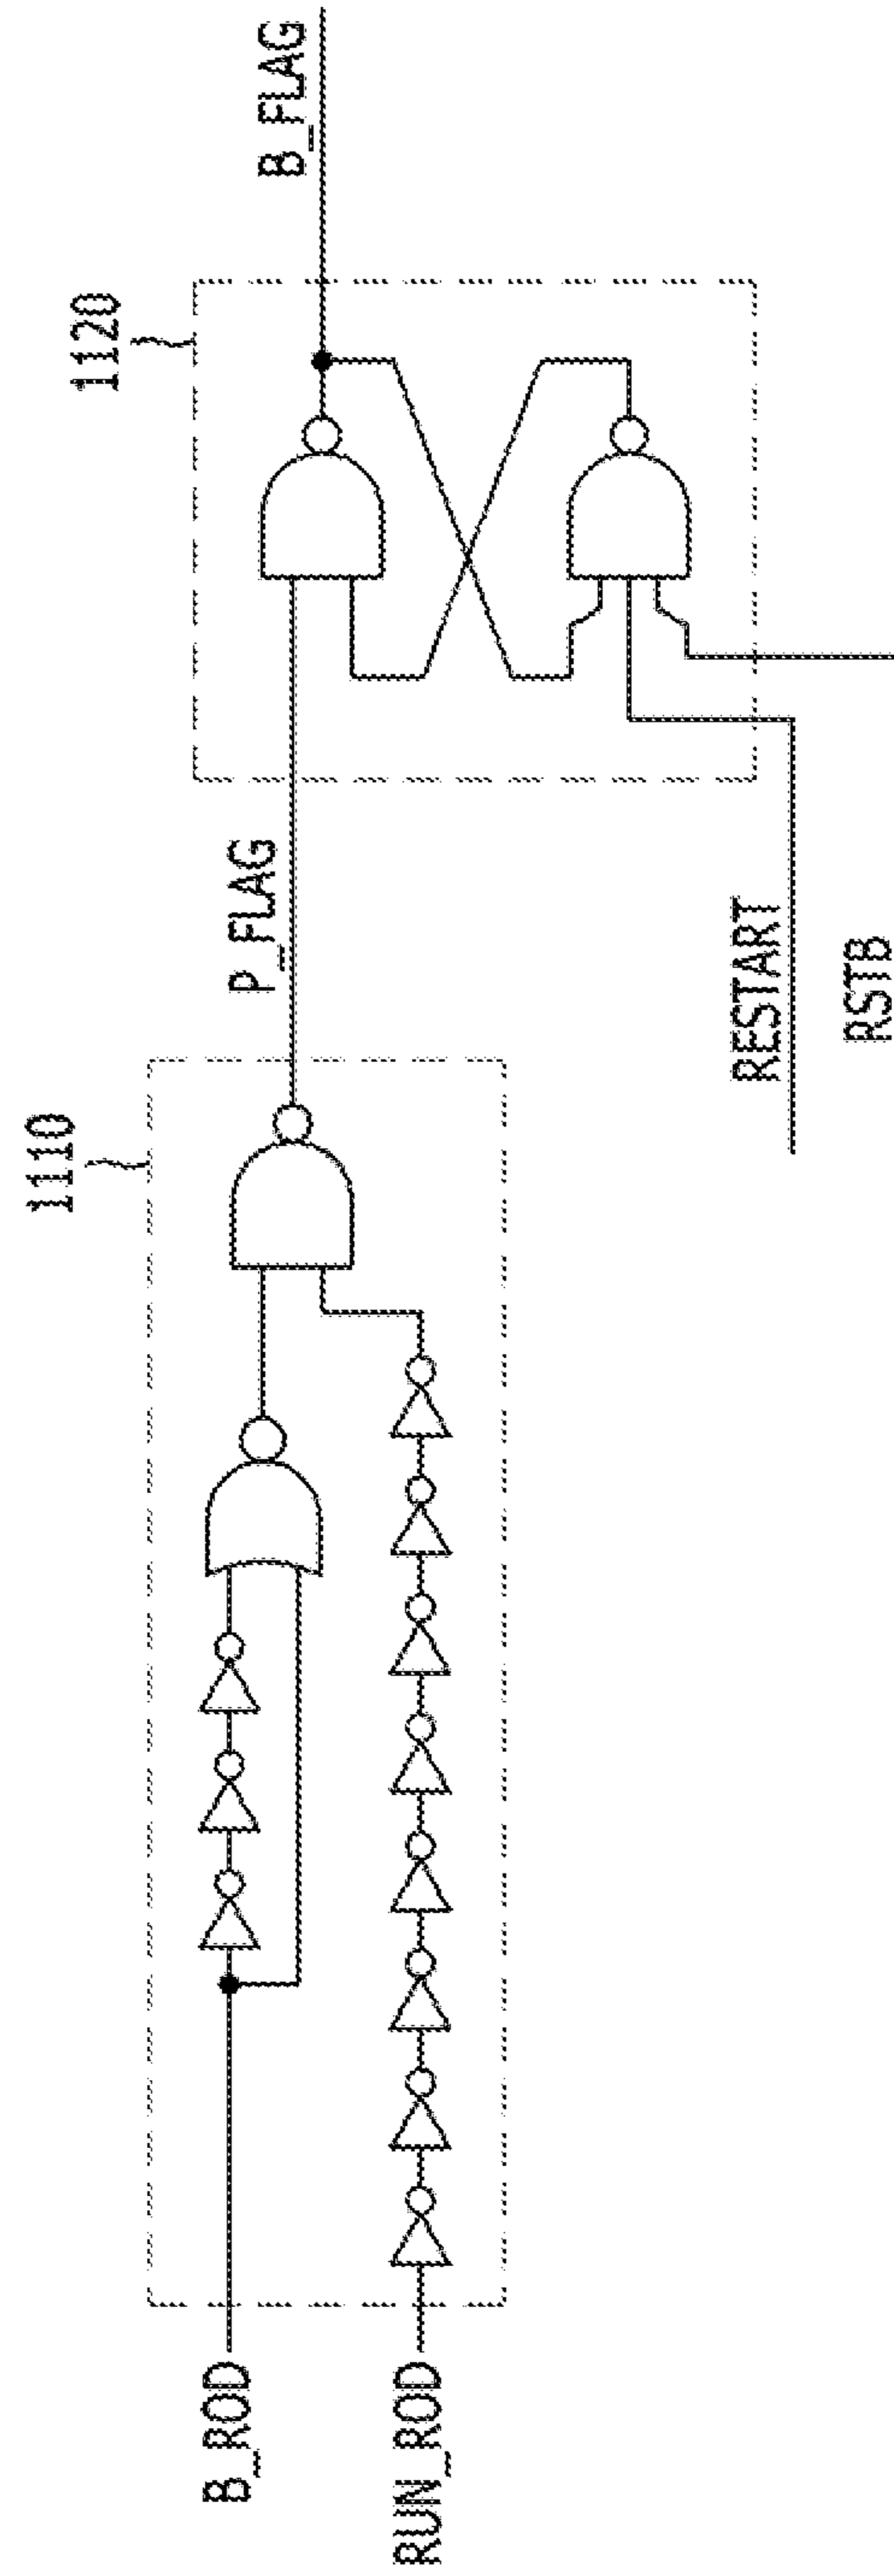 1110
1120
B_ROD
RUN_ROD
P_FLAG
B_FLAG
RESTART
RSTB